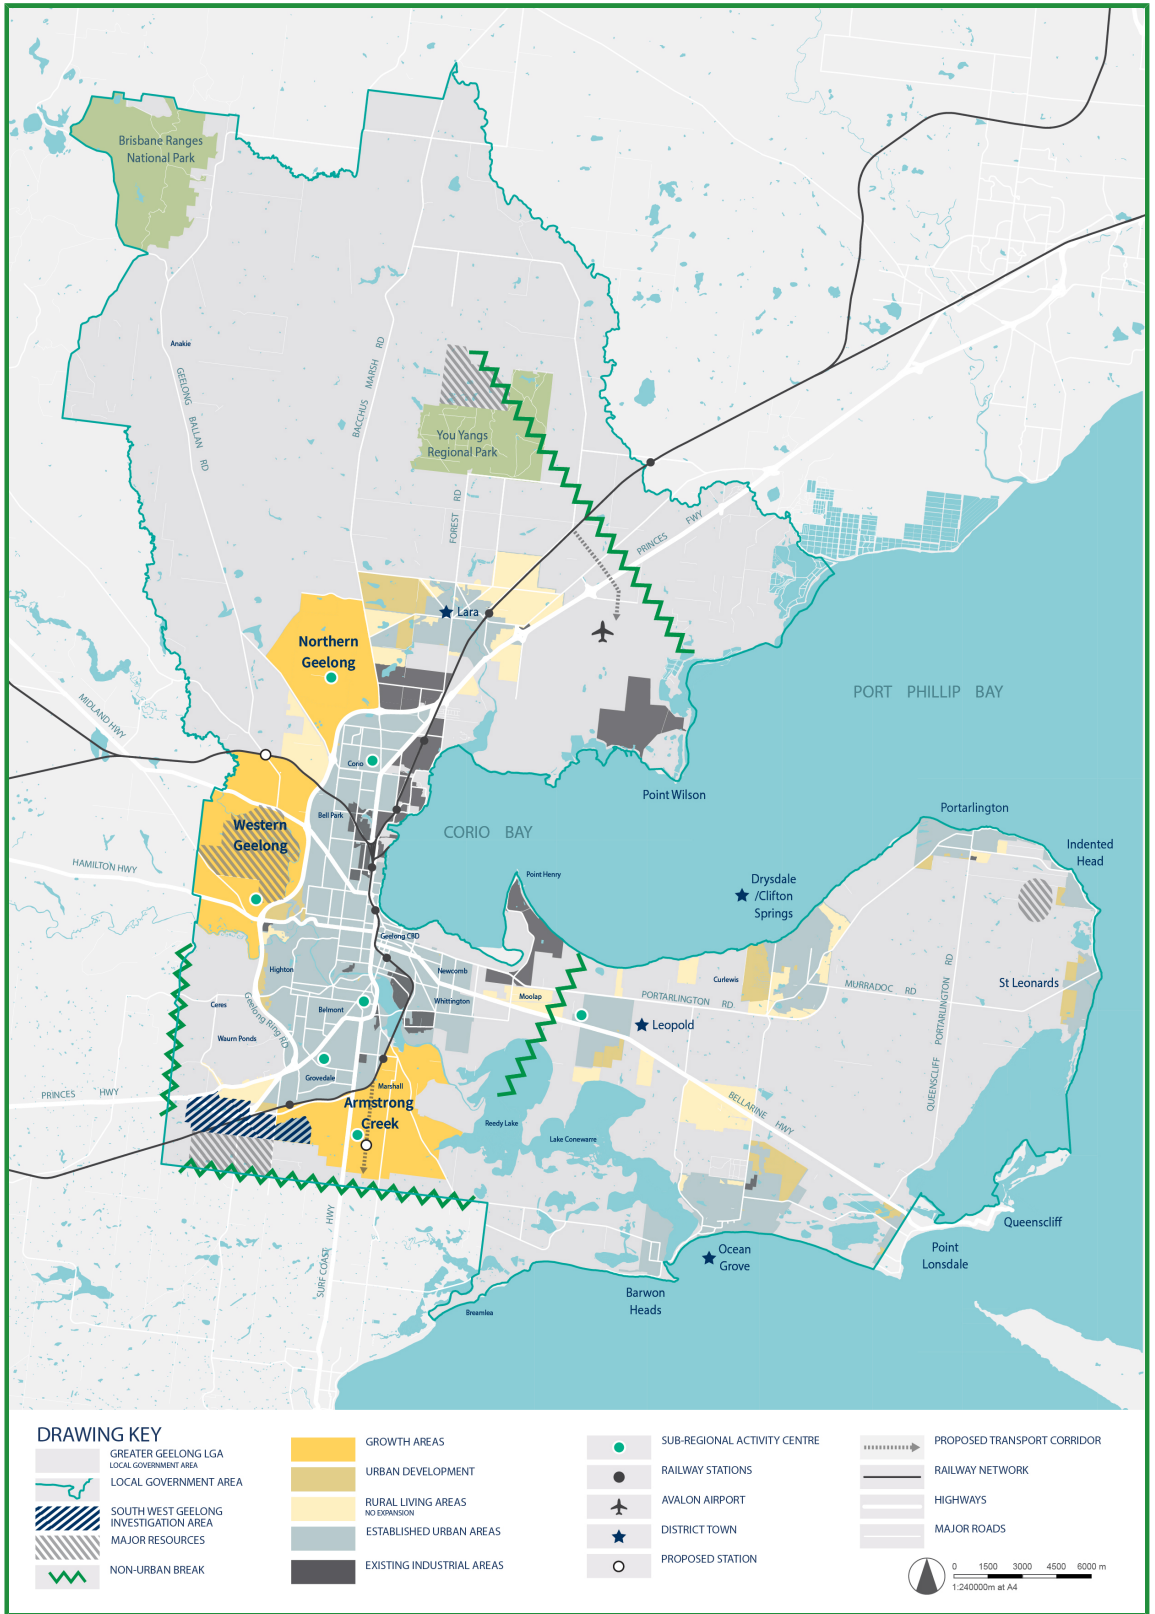 Brisbane Ranges
National Park
Anakie
GEELONG BALLAN RD
BACCHUS MARSH RD
You Yangs
Regional Park
FOREST RD
PRINCES FWY
Lara
Northern
Geelong
MIDLAND HWY
PORT PHILLIP BAY
Corio
Point Wilson
Bell Park
Portarlington
Western
Geelong
CORIO BAY
Indented
Head
HAMILTON HWY
Point Henry
Drysdale
/Clifton
Springs
Geelong CBD
Highton
Newcomb
Curlewis
MURRADOC RD
St Leonards
Ceres
Geelong Ring RD
Belmont
Whittington
Moolap
PORTARLINGTON RD
QUEENSCLIFF PORTARLINGTON RD
Leopold
Waurn Ponds
Grovedale
Marshall
PRINCES HWY
Armstrong
Creek
BELLARINE HWY
Reedy Lake
Lake Conewarre
SURF COAST HWY
Queenscliff
Ocean
Grove
Point
Lonsdale
Barwon
Heads
Breamlea
DRAWING KEY
GREATER GEELONG LGA
LOCAL GOVERNMENT AREA
LOCAL GOVERNMENT AREA
SOUTH WEST GEELONG
INVESTIGATION AREA
MAJOR RESOURCES
NON-URBAN BREAK
GROWTH AREAS
URBAN DEVELOPMENT
RURAL LIVING AREAS
NO EXPANSION
ESTABLISHED URBAN AREAS
EXISTING INDUSTRIAL AREAS
SUB-REGIONAL ACTIVITY CENTRE
RAILWAY STATIONS
AVALON AIRPORT
DISTRICT TOWN
PROPOSED STATION
PROPOSED TRANSPORT CORRIDOR
RAILWAY NETWORK
HIGHWAYS
MAJOR ROADS
0 1500 3000 4500 6000 m
1:240000m at A4